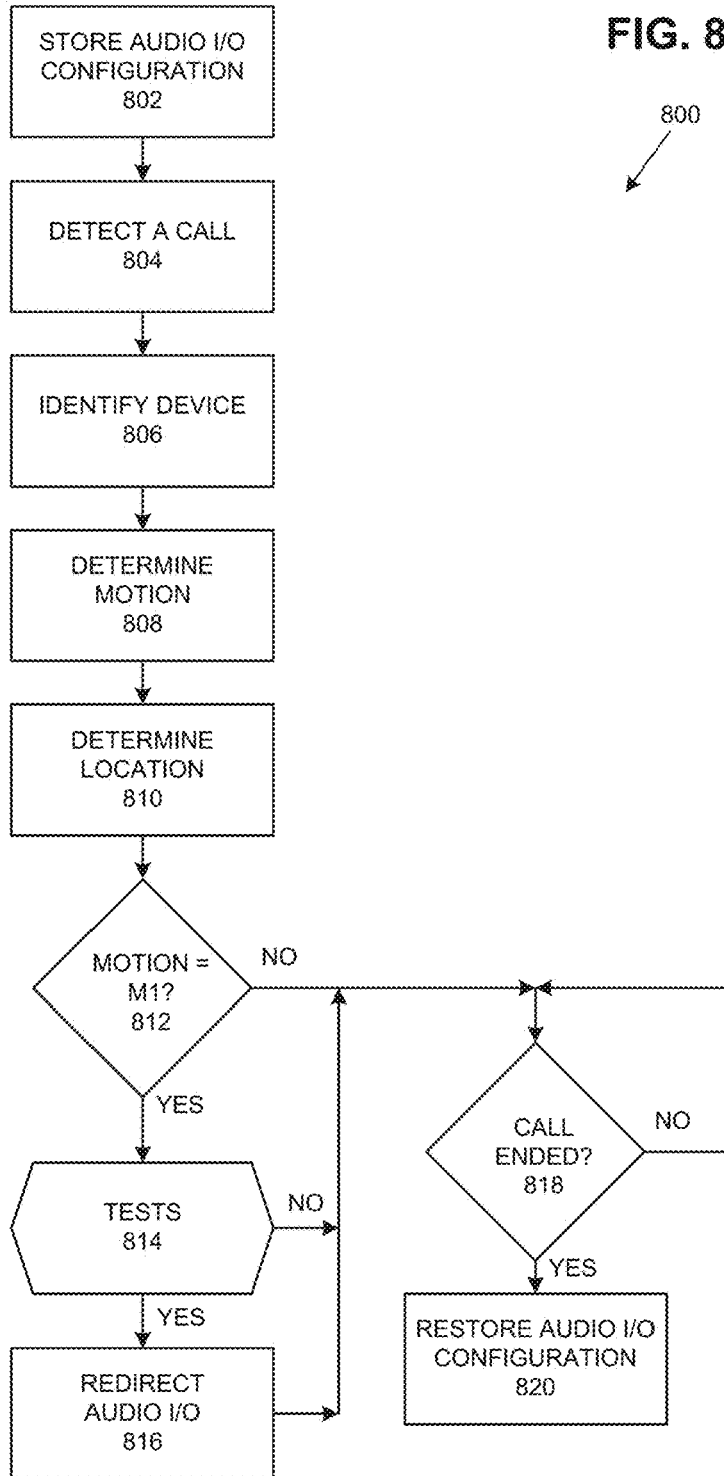 FIG. 8
800
STORE AUDIO I/O
CONFIGURATION
802
DETECT A CALL
804
IDENTIFY DEVICE
806
DETERMINE
MOTION
808
DETERMINE
LOCATION
810
MOTION =
M1?
812
NO
YES
TESTS
814
NO
YES
REDIRECT
AUDIO I/O
816
CALL
ENDED?
818
NO
YES
RESTORE AUDIO I/O
CONFIGURATION
820